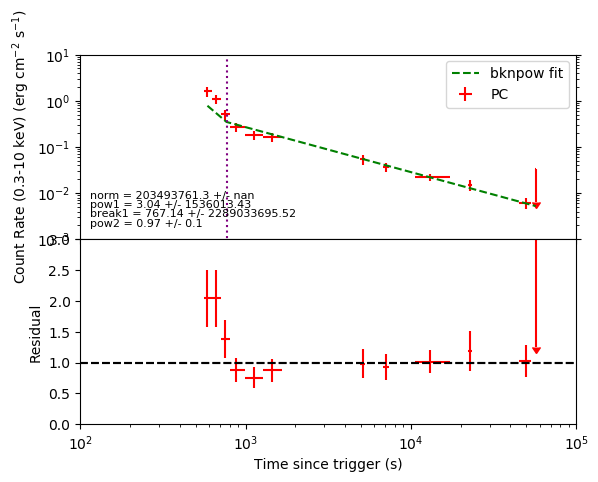 Count Rate (0.3-10 keV) (erg cm⁻² s⁻¹)
10¹
10⁰
10⁻¹
10⁻²
10⁻³
bknpow fit
PC
norm = 203493761.3 +/- nan
pow1 = 3.04 +/- 1536013.43
break1 = 767.14 +/- 2289033695.52
pow2 = 0.97 +/- 0.1
Residual
3.0
2.5
2.0
1.5
1.0
0.5
0.0
10² 10³ 10⁴ 10⁵
Time since trigger (s)